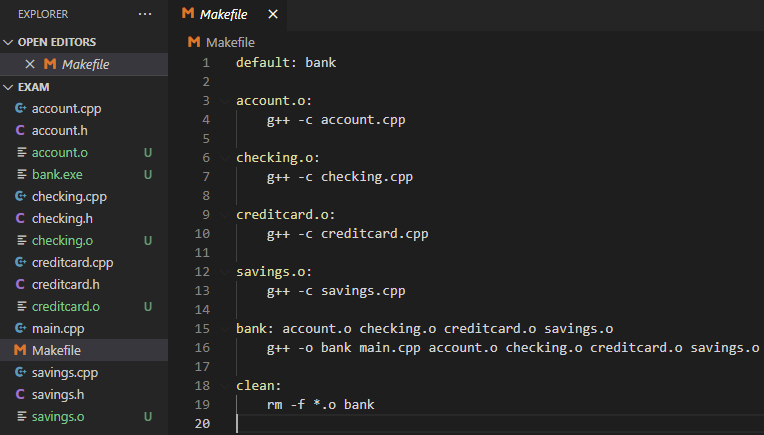 EXPLORER ...
OPEN EDITORS
Makefile
EXAM
account.cpp
account.h
account.o U
bank.exe U
checking.cpp
checking.h
checking.o U
creditcard.cpp
creditcard.h
creditcard.o U
main.cpp
Makefile
savings.cpp
savings.h
savings.o U
Makefile
Makefile
1 default: bank
2
3 account.o:
4 g++ -c account.cpp
5
6 checking.o:
7 g++ -c checking.cpp
8
9 creditcard.o:
10 g++ -c creditcard.cpp
11
12 savings.o:
13 g++ -c savings.cpp
14
15 bank: account.o checking.o creditcard.o savings.o
16 g++ -o bank main.cpp account.o checking.o creditcard.o savings.o
17
18 clean:
19 rm -f *.o bank
20